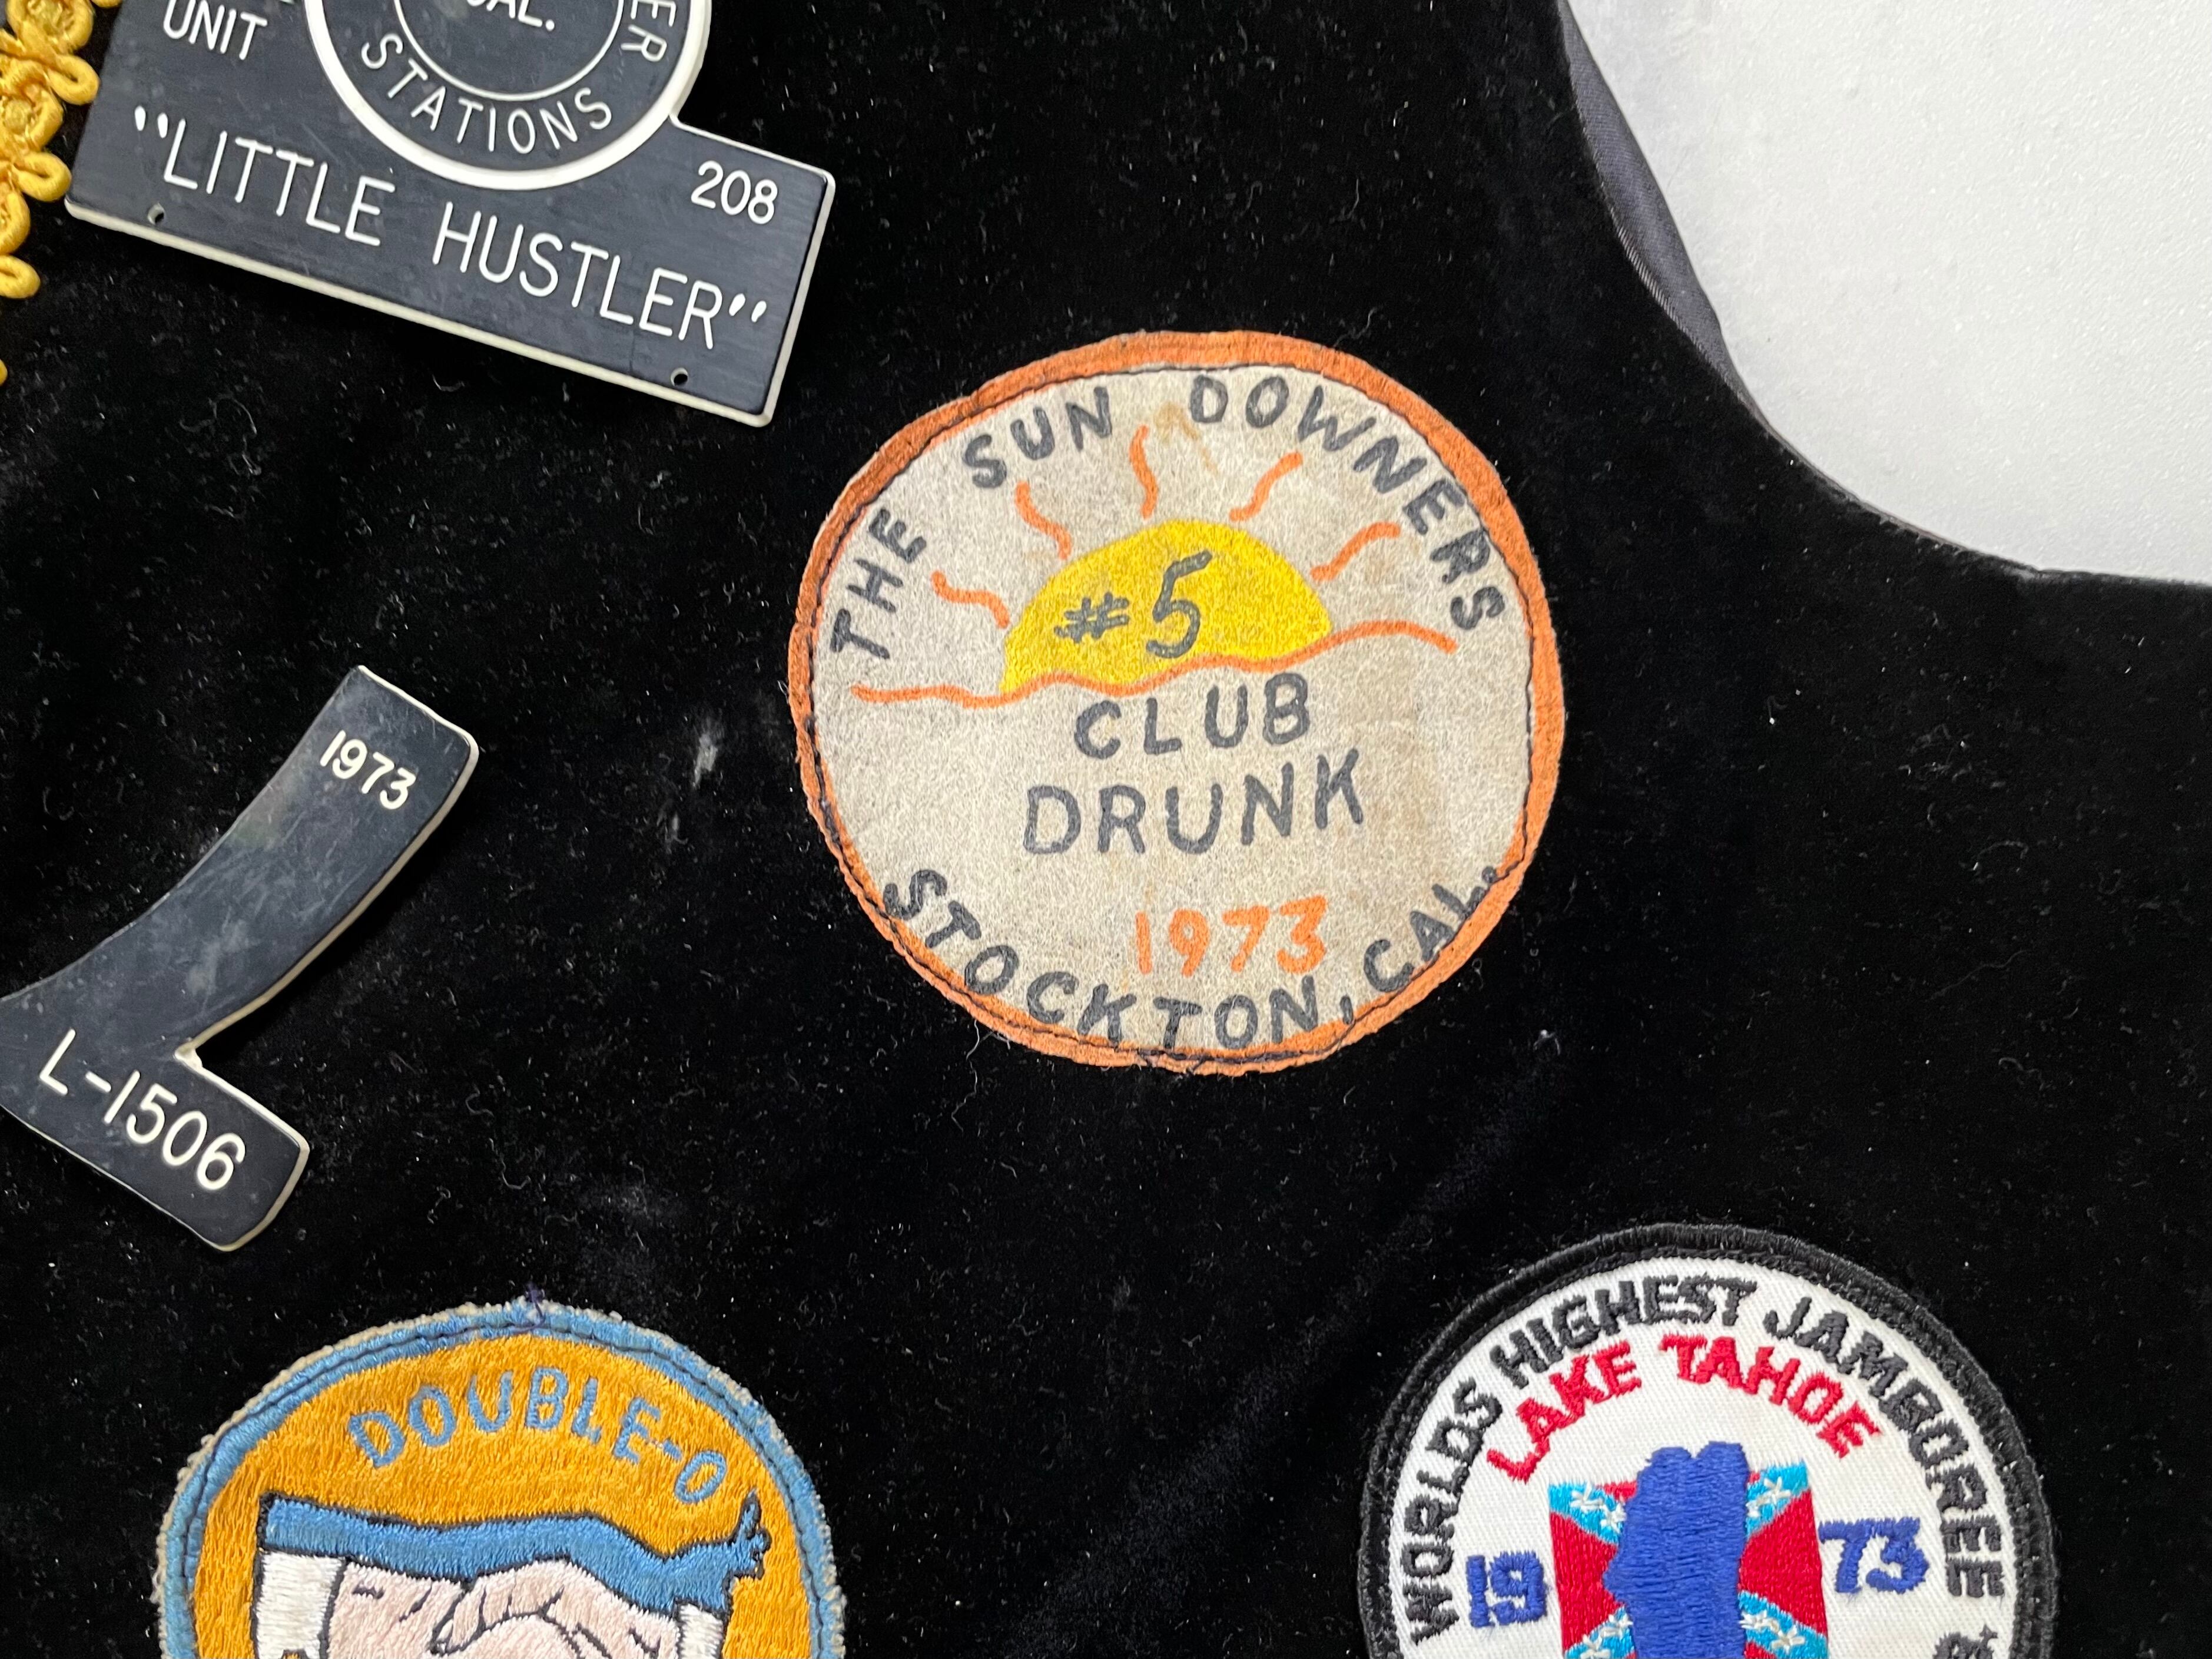 UNIT
CAL.
STATIONS
208
"LITTLE HUSTLER"
THE SUN DOWNERS
#5
CLUB
DRUNK
1973
STOCKTON, CAL.
1973
L-1506
DOUBLE-O
WORLDS HIGHEST JAMBOREE
LAKE TAHOE
19 73